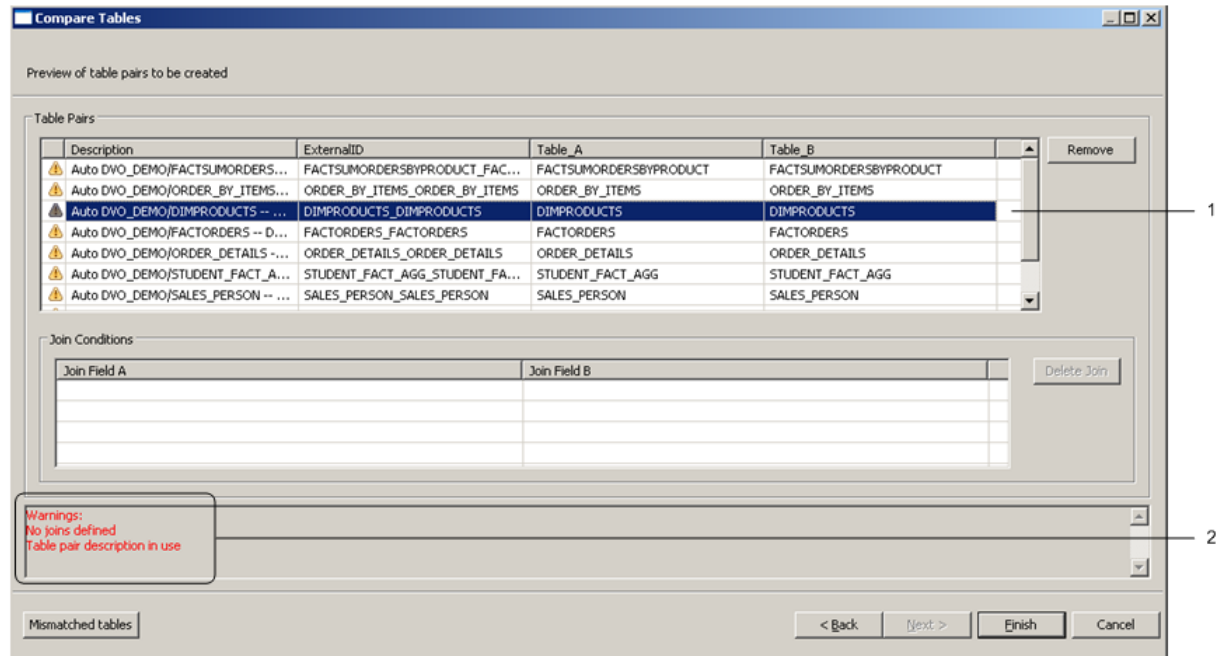 Compare Tables
Preview of table pairs to be created
Table Pairs
Description ExternalID Table_A Table_B
Remove
Auto DVO_DEMO/FACTSUMORDERS... FACTSUMORDERSBYPRODUCT_FAC... FACTSUMORDERSBYPRODUCT FACTSUMORDERSBYPRODUCT
Auto DVO_DEMO/ORDER_BY_ITEMS... ORDER_BY_ITEMS_ORDER_BY_ITEMS ORDER_BY_ITEMS ORDER_BY_ITEMS
Auto DVO_DEMO/DIMPRODUCTS -- ... DIMPRODUCTS_DIMPRODUCTS DIMPRODUCTS DIMPRODUCTS 1
Auto DVO_DEMO/FACTORDERS -- D... FACTORDERS_FACTORDERS FACTORDERS FACTORDERS
Auto DVO_DEMO/ORDER_DETAILS -... ORDER_DETAILS_ORDER_DETAILS ORDER_DETAILS ORDER_DETAILS
Auto DVO_DEMO/STUDENT_FACT_A... STUDENT_FACT_AGG_STUDENT_FA... STUDENT_FACT_AGG STUDENT_FACT_AGG
Auto DVO_DEMO/SALES_PERSON -- ... SALES_PERSON_SALES_PERSON SALES_PERSON SALES_PERSON
Join Conditions
Join Field A Join Field B
Delete Join
Warnings:
No joins defined
Table pair description in use
2
Mismatched tables < Back Next > Finish Cancel